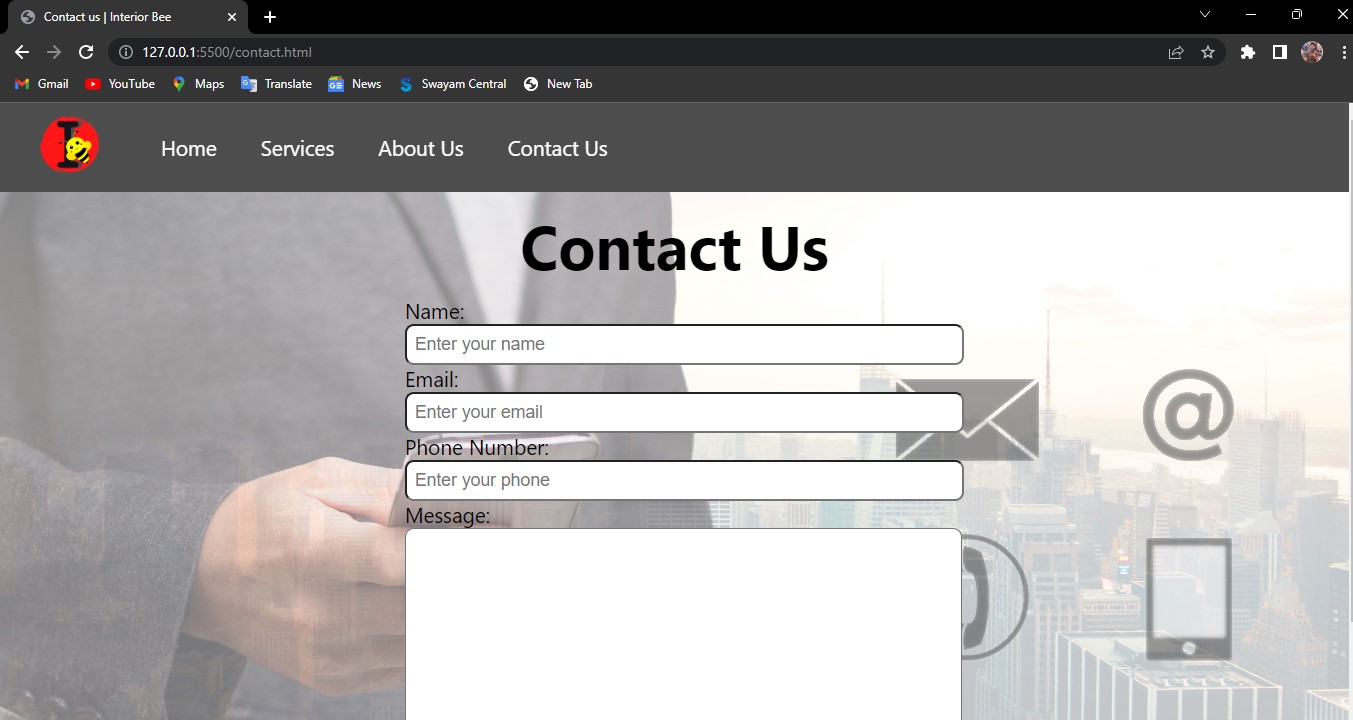 Contact us | Interior Bee
127.0.0.1:5500/contact.html
Gmail YouTube Maps Translate News Swayam Central New Tab
I Home Services About Us Contact Us
Contact Us
Name:
Enter your name
Email:
Enter your email
@
Phone Number:
Enter your phone
Message: